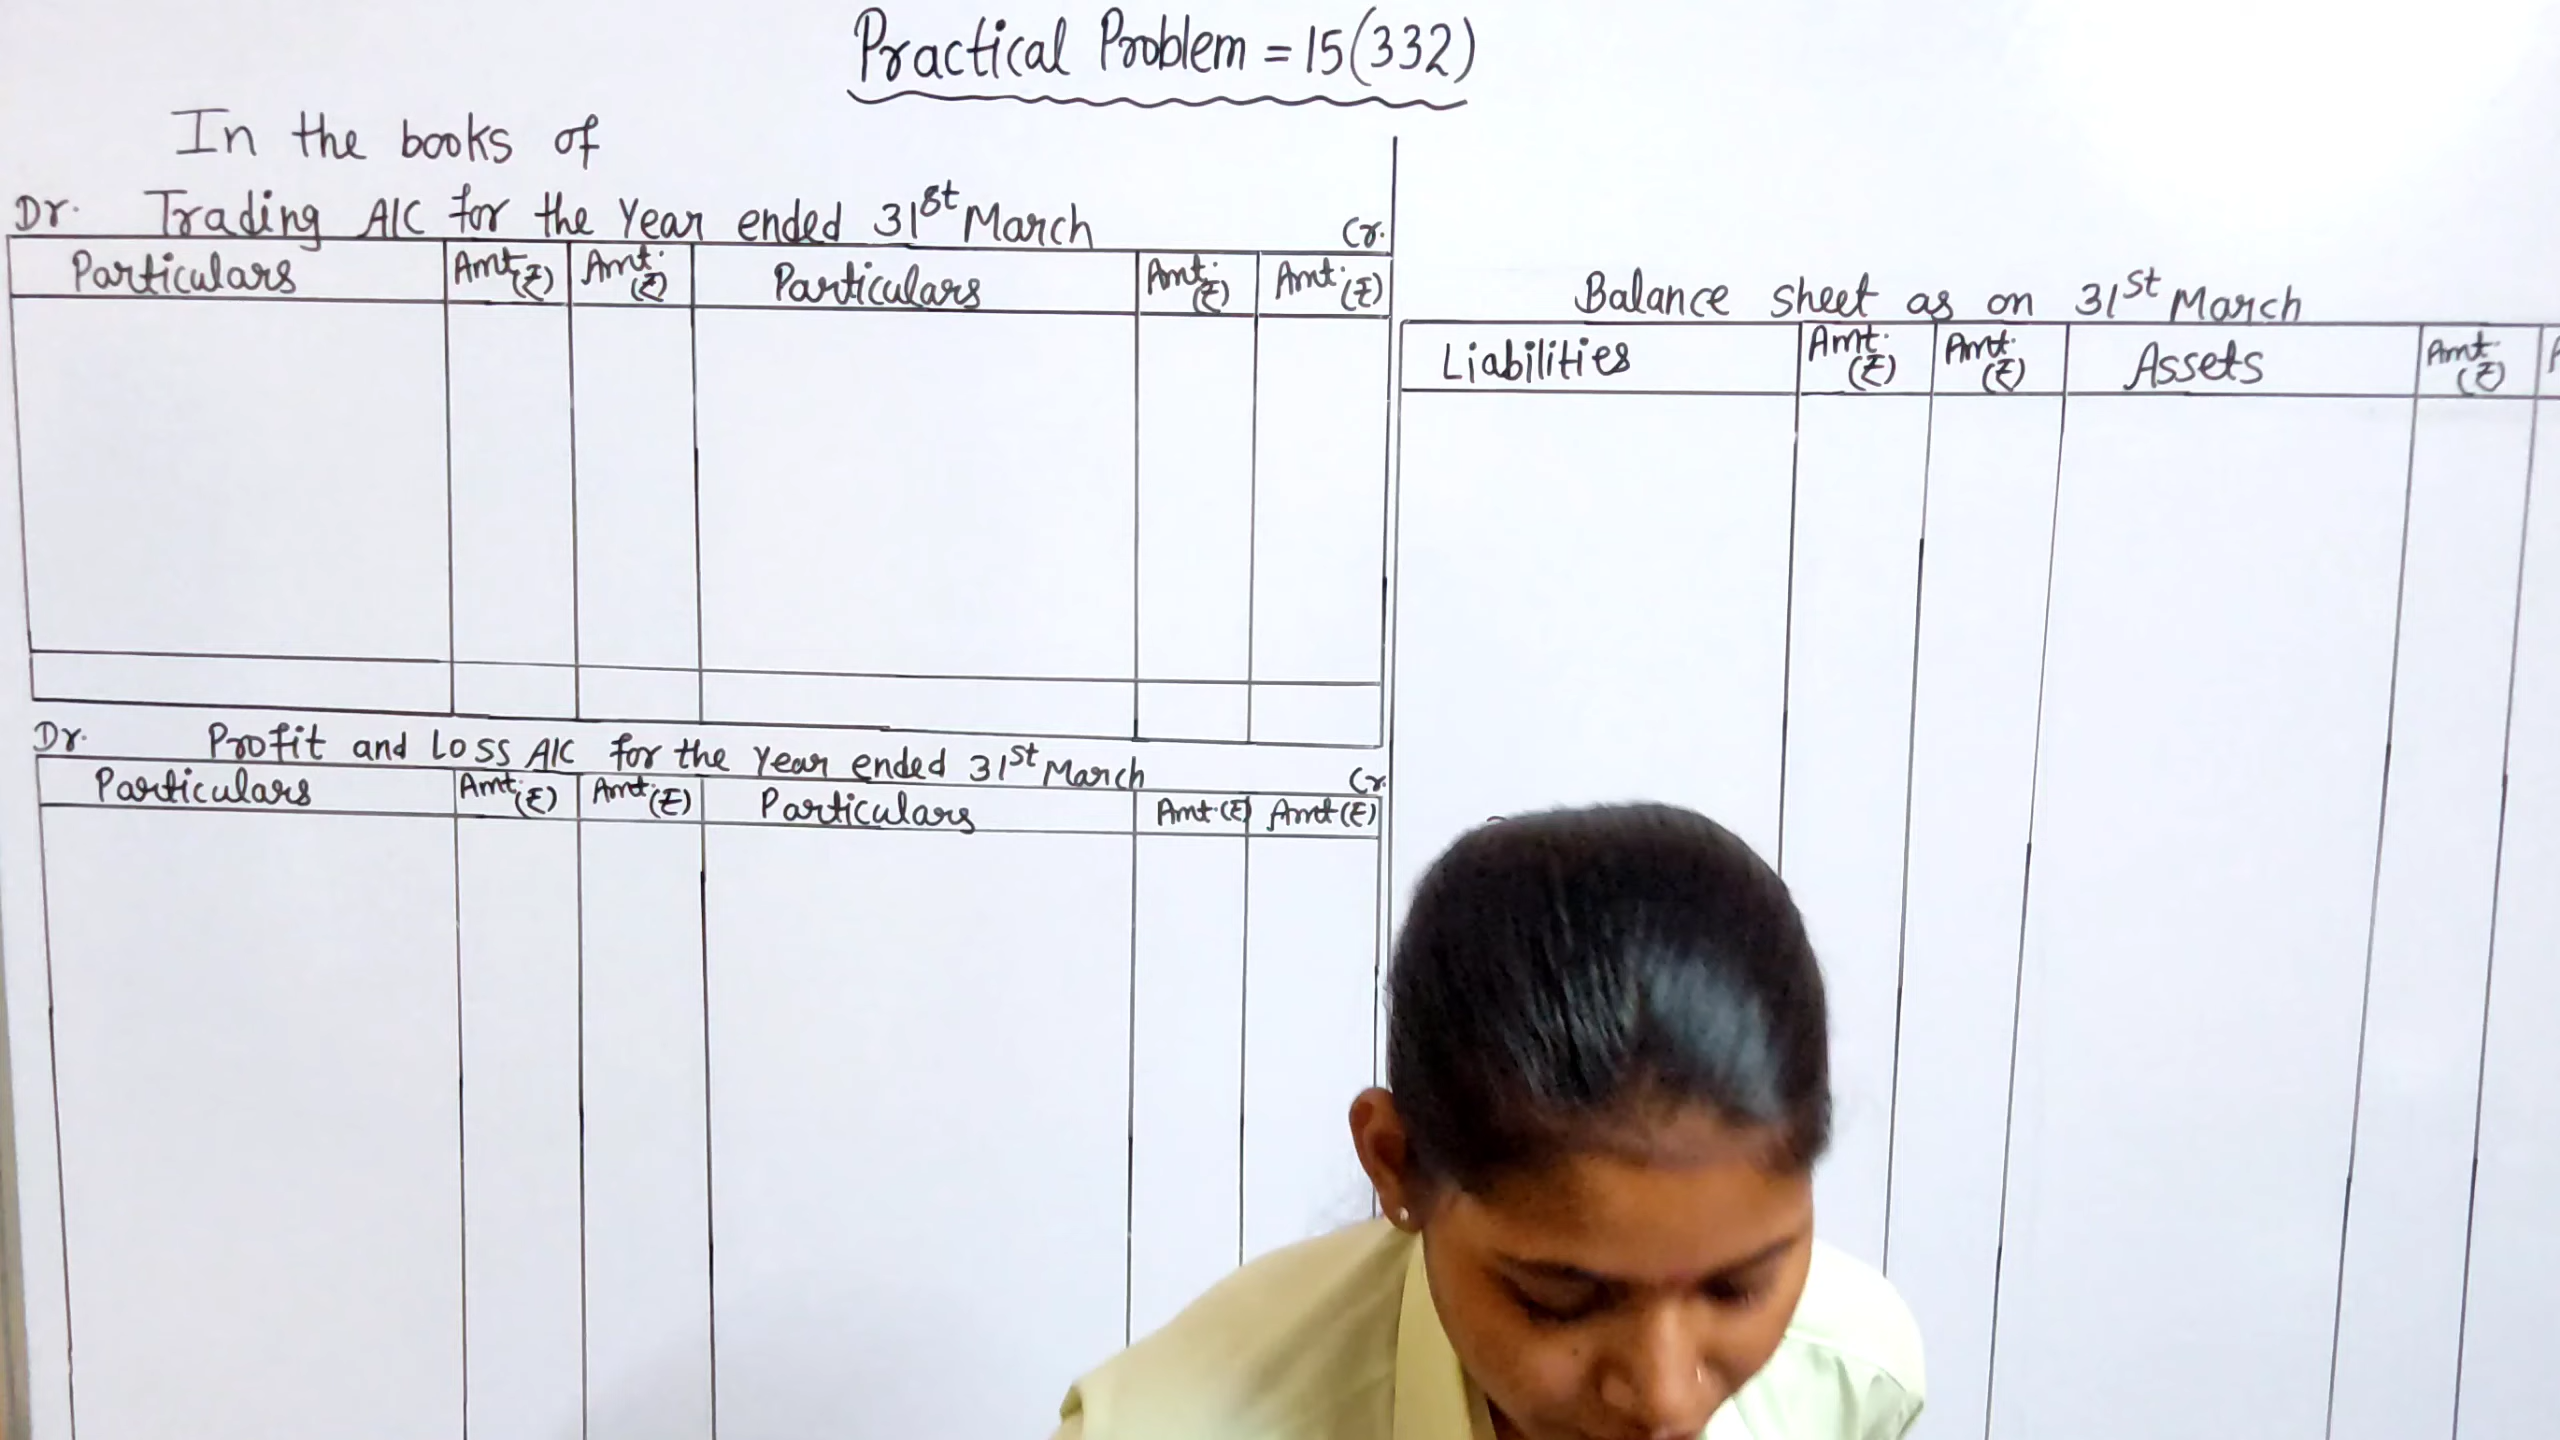 Practical Problem = 15(332)
In the books of
Dr. Trading A/C for the Year ended 31st March Cr.
Particulars Amt.(₹) Amt.(₹) Particulars Amt.(₹) Amt.(₹)
Dr. Profit and Loss A/C for the Year ended 31st March Cr.
Particulars Amt.(₹) Amt.(₹) Particulars Amt.(₹) Amt(₹)
Balance sheet as on 31st March
Liabilities Amt.(₹) Amt.(₹) Assets Amt.(₹)